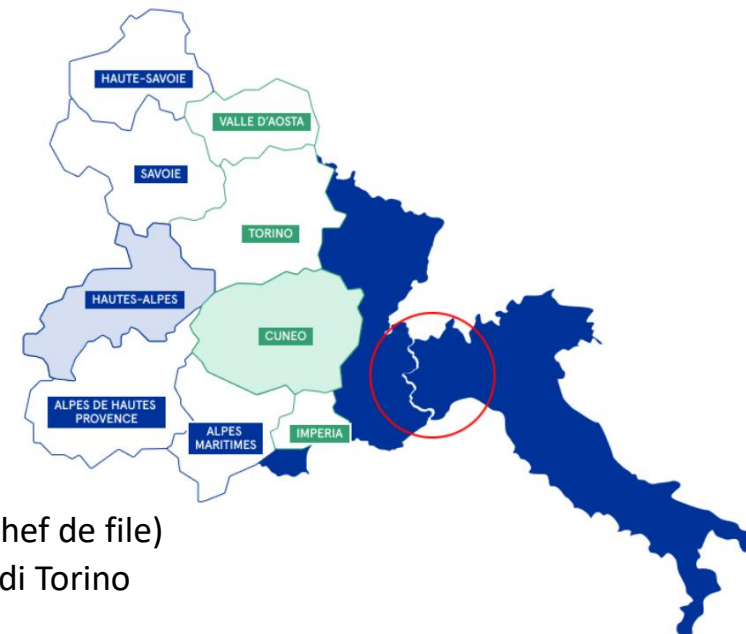 HAUTE-SAVOIE
VALLE D'AOSTA
SAVOIE
TORINO
HAUTES-ALPES
CUNEO
ALPES DE HAUTES
PROVENCE
ALPES
MARITIMES
IMPERIA
hef de file)
di Torino